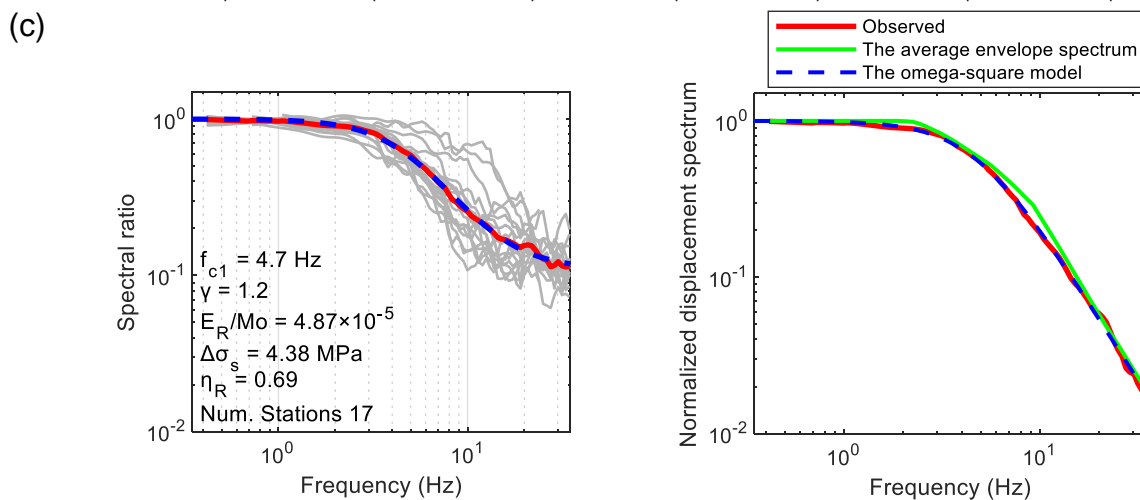 (c)
Observed
The average envelope spectrum
The omega-square model
Spectral ratio
10^0
10^-1
10^-2
f_c1 = 4.7 Hz
γ = 1.2
E_R/Mo = 4.87×10^-5
Δσ_s = 4.38 MPa
η_R = 0.69
Num. Stations 17
10^0
10^1
Frequency (Hz)
Normalized displacement spectrum
10^0
10^-1
10^-2
10^0
10^1
Frequency (Hz)